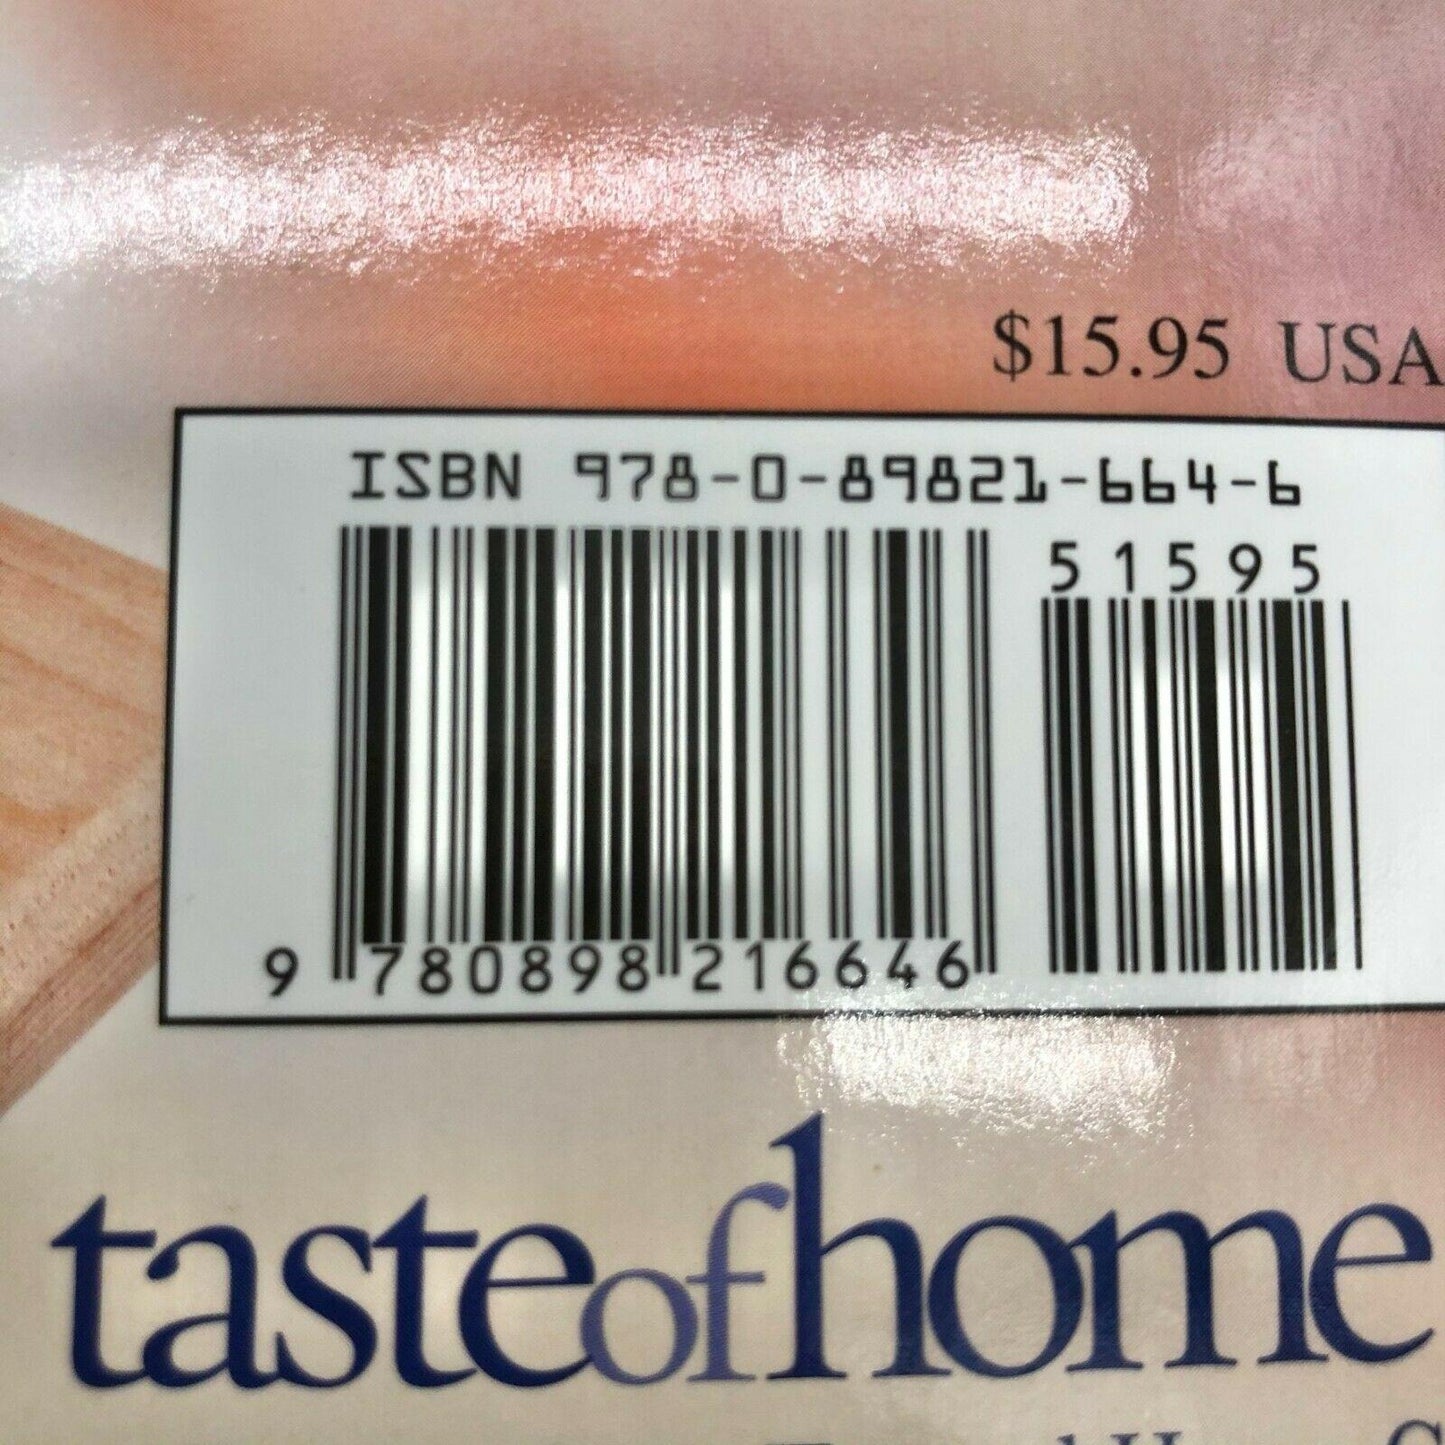 $15.95 USA
ISBN 978-0-89821-664-6
51595
9 780898 216646
tasteofhome